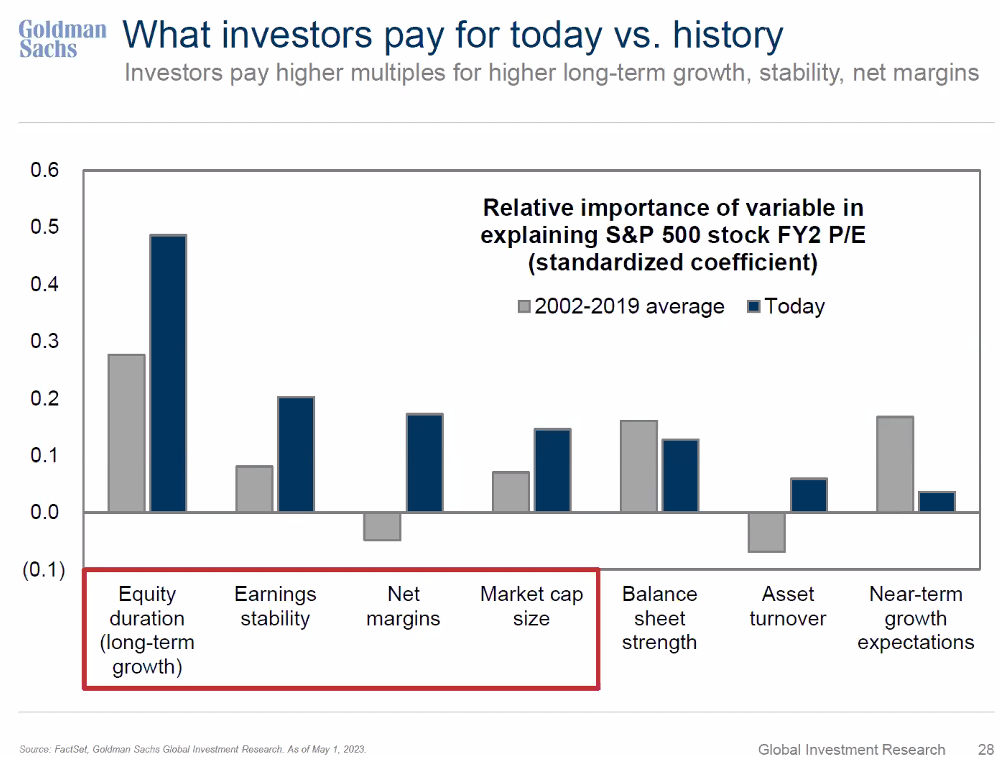 Goldman
Sachs
What investors pay for today vs. history
Investors pay higher multiples for higher long-term growth, stability, net margins
Relative importance of variable in
explaining S&P 500 stock FY2 P/E
(standardized coefficient)
2002-2019 average
Today
0.6
0.5
0.4
0.3
0.2
0.1
0.0
(0.1)
Equity
duration
(long-term
growth)
Earnings
stability
Net
margins
Market cap
size
Balance
sheet
strength
Asset
turnover
Near-term
growth
expectations
Source: FactSet, Goldman Sachs Global Investment Research. As of May 1, 2023.
Global Investment Research
28